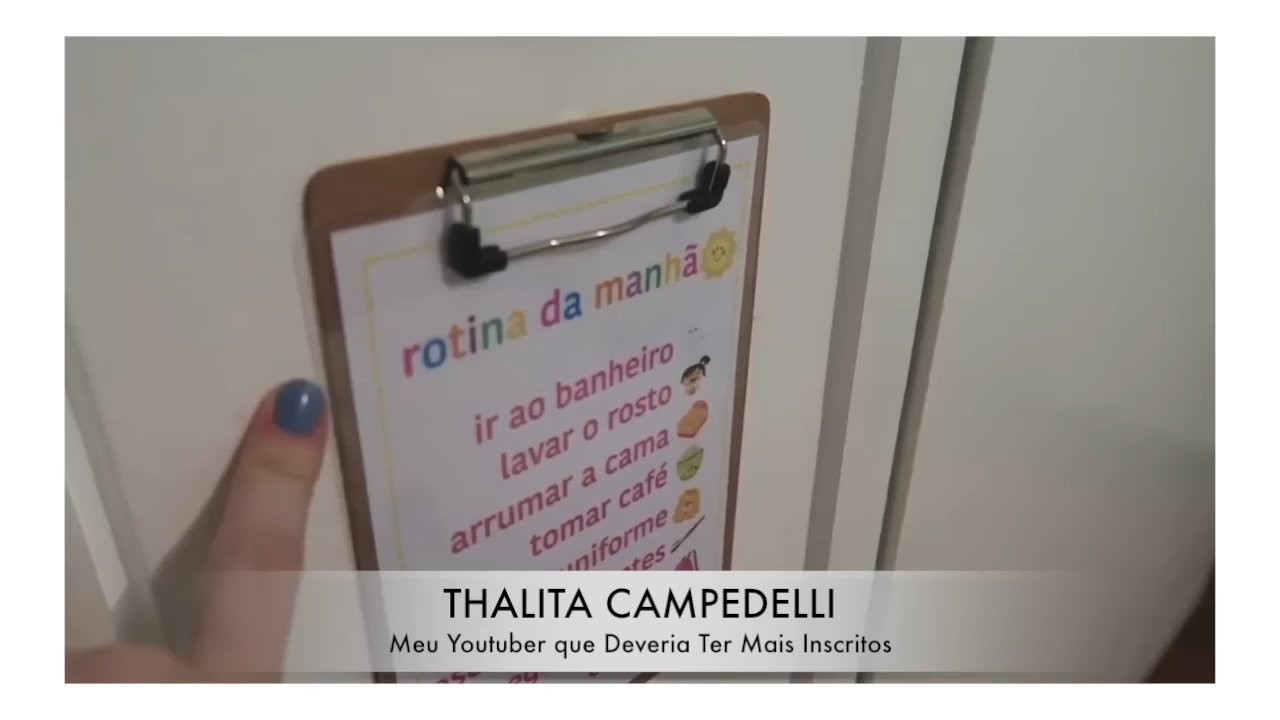 rotina da manhã
ir ao banheiro
lavar o rosto
arrumar a cama
tomar café
uniforme
THALITA CAMPEDELLI
Meu Youtuber que Deveria Ter Mais Inscritos